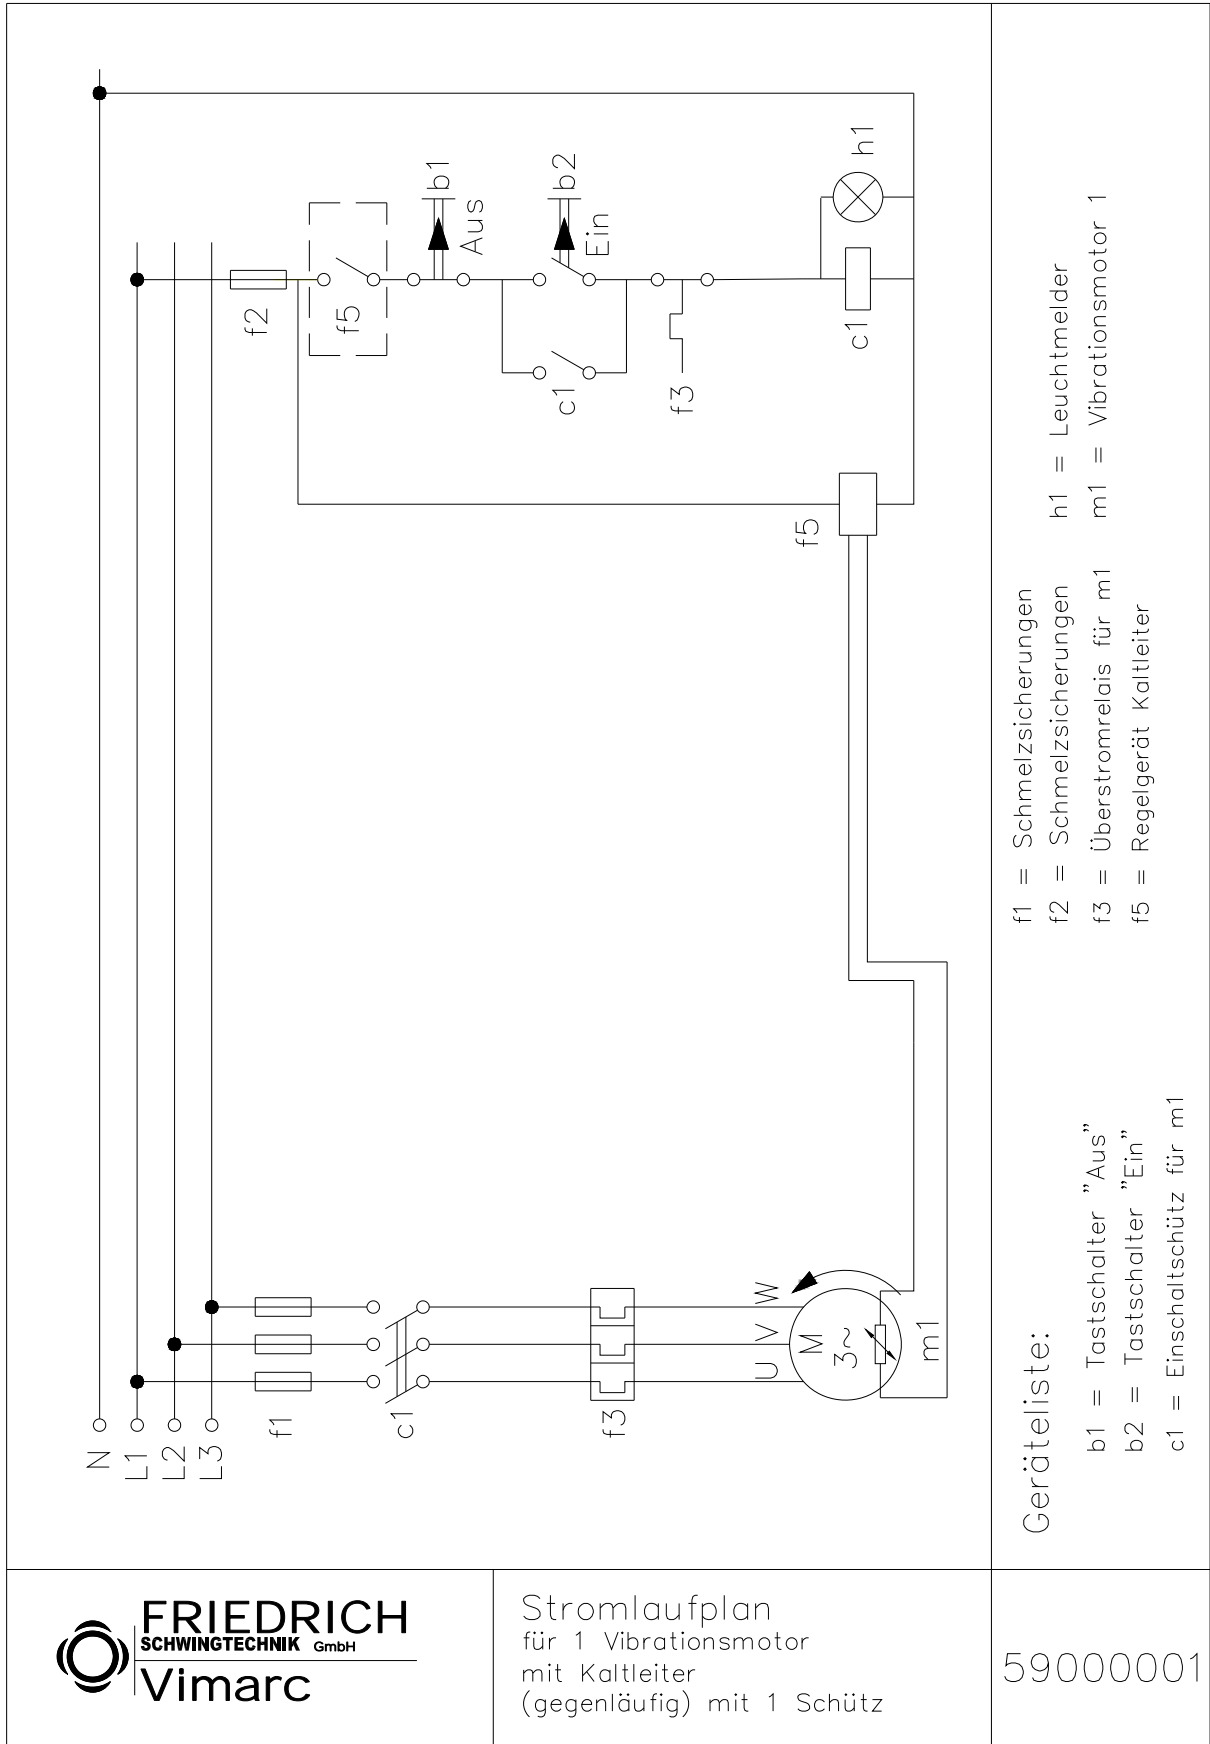 N
L1
L2
L3
f1
c1
f3
U
V
W
M
3~
m1
f2
f5
b1
Aus
b2
Ein
c1
f3
c1
h1
f5
Geräteliste:
b1 = Tastschalter "Aus"
b2 = Tastschalter "Ein"
c1 = Einschaltschütz für m1
f1 = Schmelzsicherungen
f2 = Schmelzsicherungen
f3 = Überstromrelais für m1
f5 = Regelgerät Kaltleiter
h1 = Leuchtmelder
m1 = Vibrationsmotor 1
FRIEDRICH
SCHWINGTECHNIK GmbH
Vimarc
Stromlaufplan
für 1 Vibrationsmotor
mit Kaltleiter
(gegenläufig) mit 1 Schütz
59000001